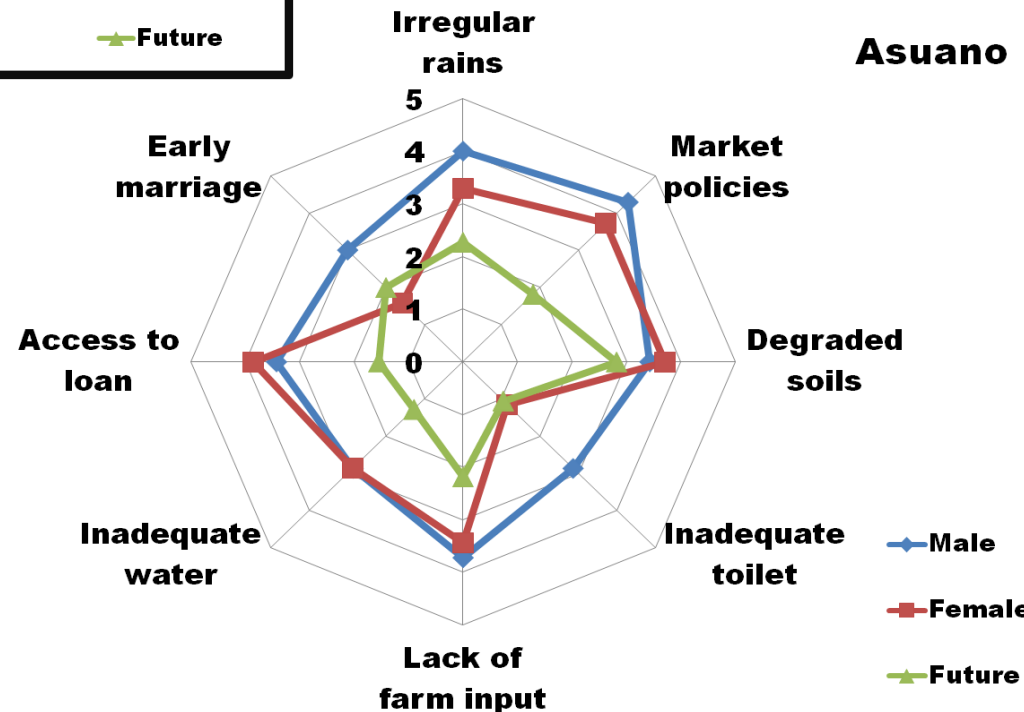 Future
Irregular
rains
Asuano
5
4
3
2
1
0
Early
marriage
Market
policies
Access to
loan
Degraded
soils
Inadequate
water
Inadequate
toilet
Lack of
farm input
Male
Female
Future